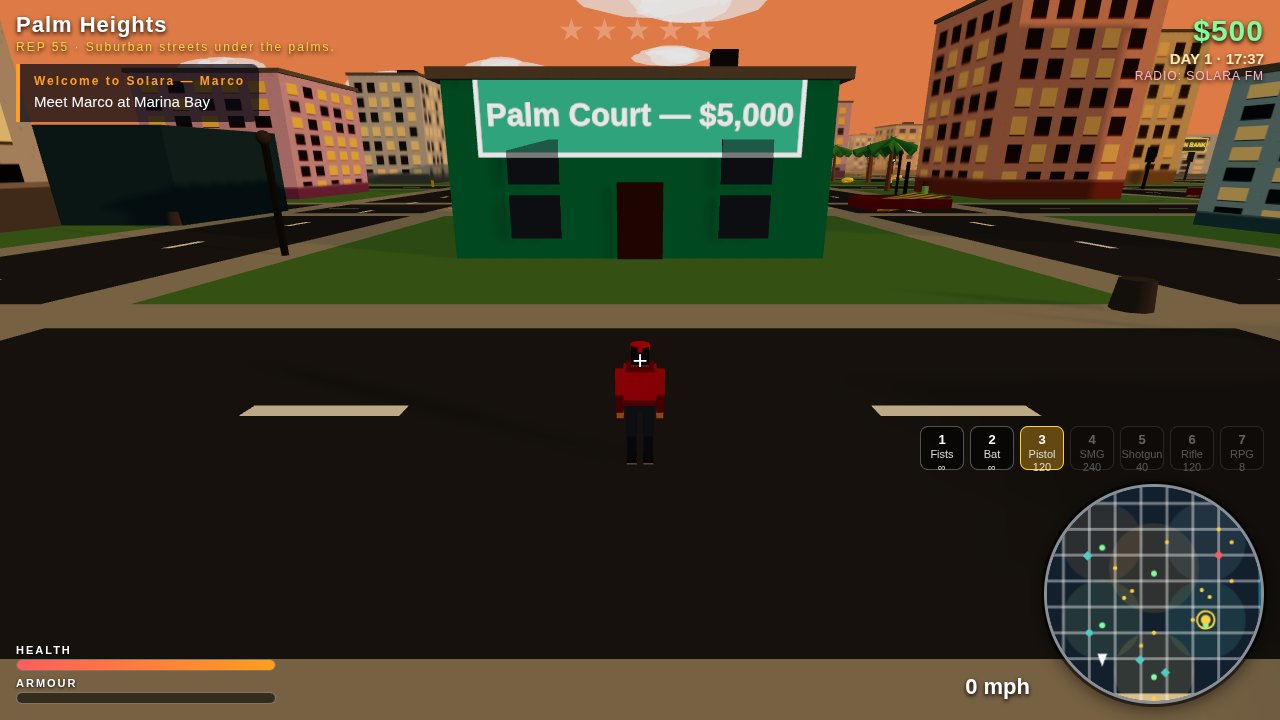 Palm Heights
REP 55 · Suburban streets under the palms.
Welcome to Solara — Marco
Meet Marco at Marina Bay
$500
DAY 1 · 17:37
RADIO: SOLARA FM
Palm Court — $5,000
1 2 3 4 5 6 7
Fists Bat Pistol SMG Shotgun Rifle RPG
∞ ∞ 120 240 40 120 8
HEALTH
ARMOUR
0 mph